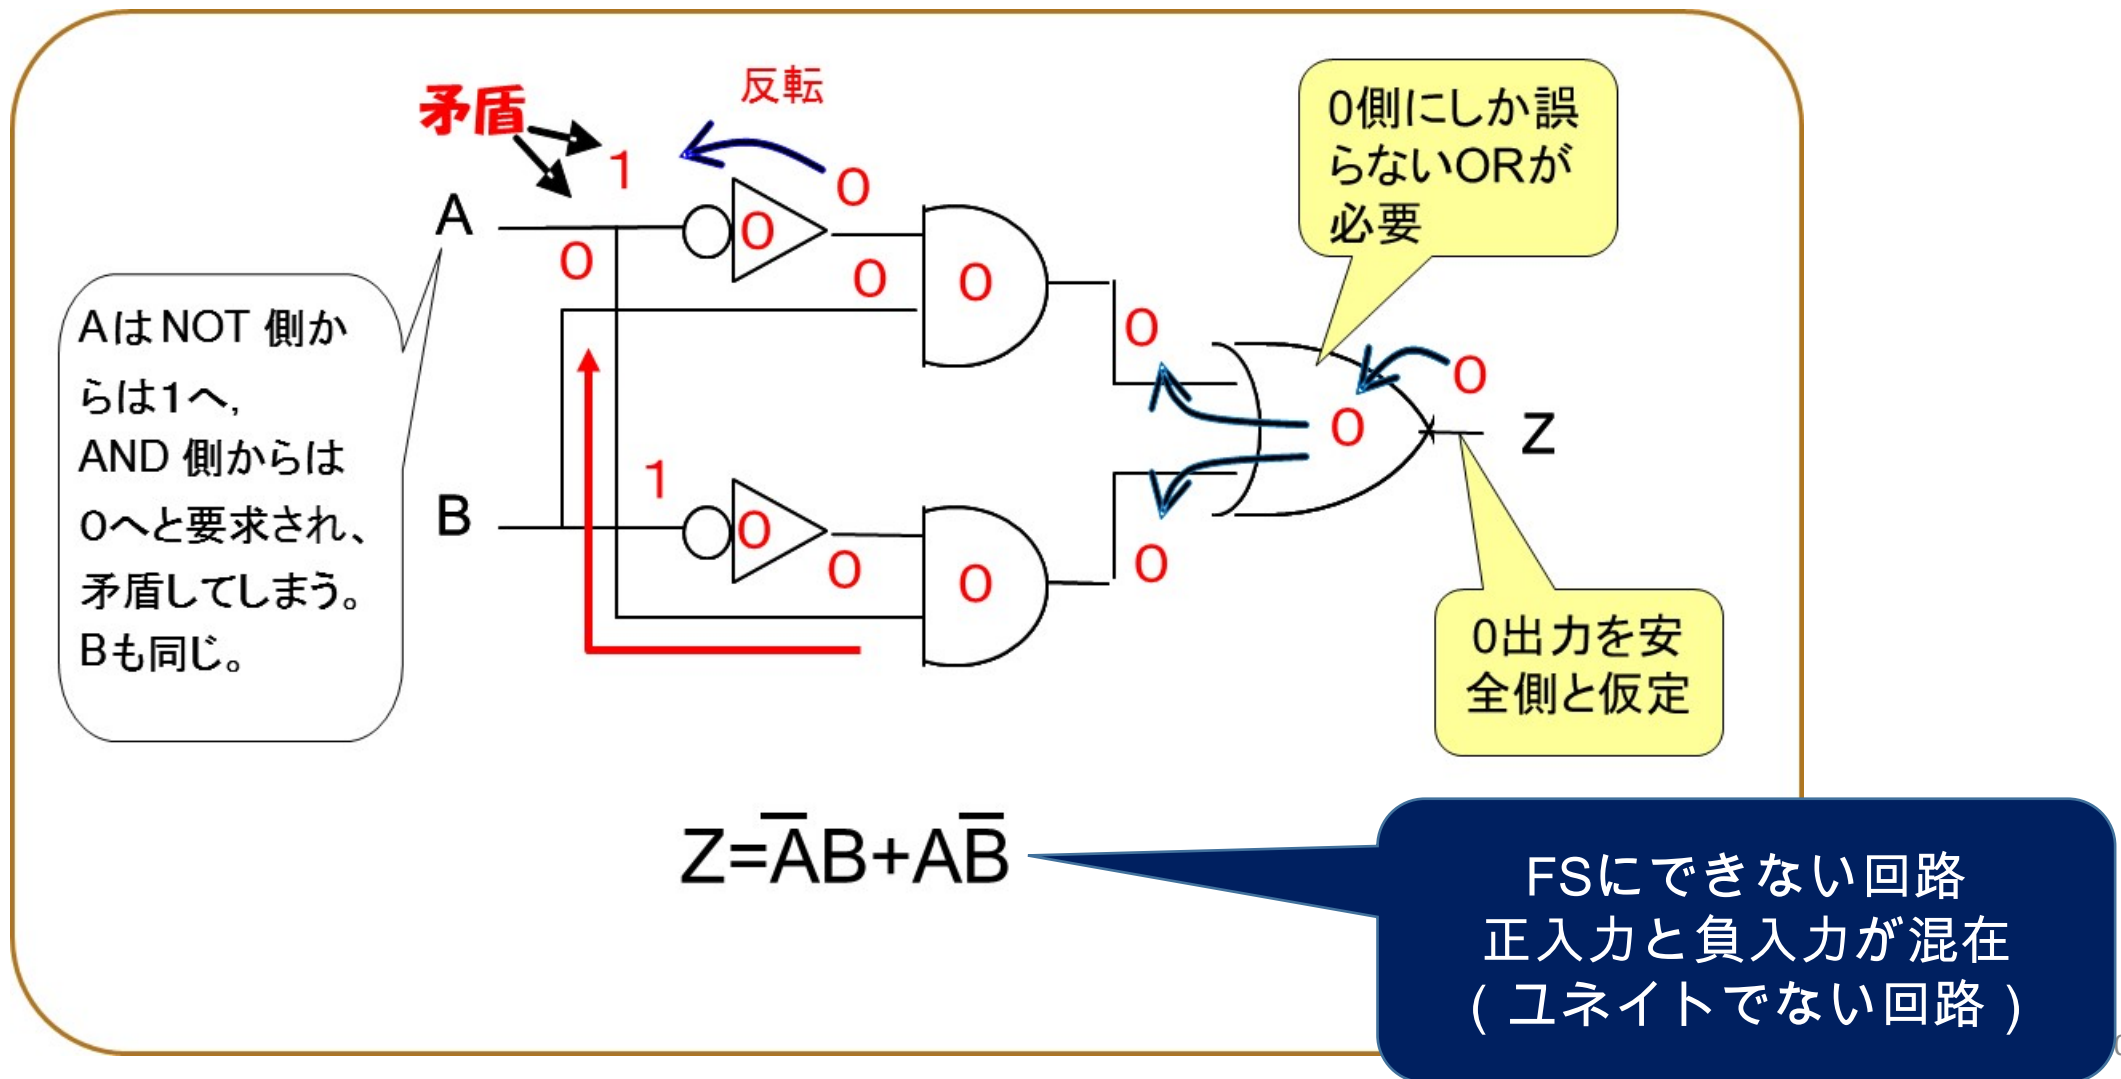 矛盾
反転
1
0
A
0
0
0
0
0
AはNOT 側か
らは1へ,
AND 側からは
0へと要求され、
矛盾してしまう。
Bも同じ。
0側にしか誤
らないORが
必要
0
0
0
Z
B
1
0
0
0
0
0出力を安
全側と仮定
Z=A̅B+AB̅
FSにできない回路
正入力と負入力が混在
( ユネイトでない回路 )